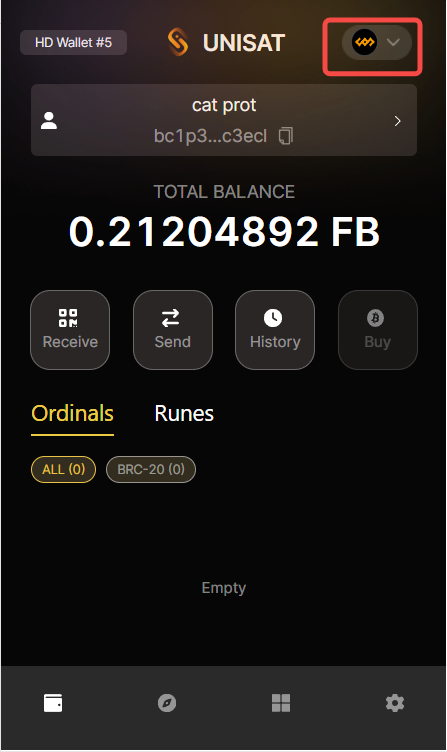 HD Wallet #5
UNISAT
cat prot
bc1p3...c3ecl
TOTAL BALANCE
0.21204892 FB
Receive
Send
History
Buy
Ordinals
Runes
ALL (0)
BRC-20 (0)
Empty